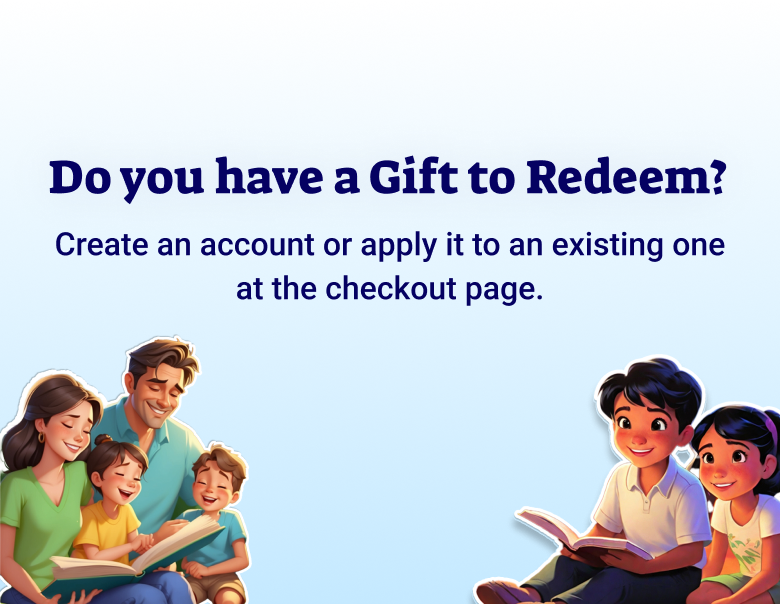 Do you have a Gift to Redeem?
Create an account or apply it to an existing one
at the checkout page.